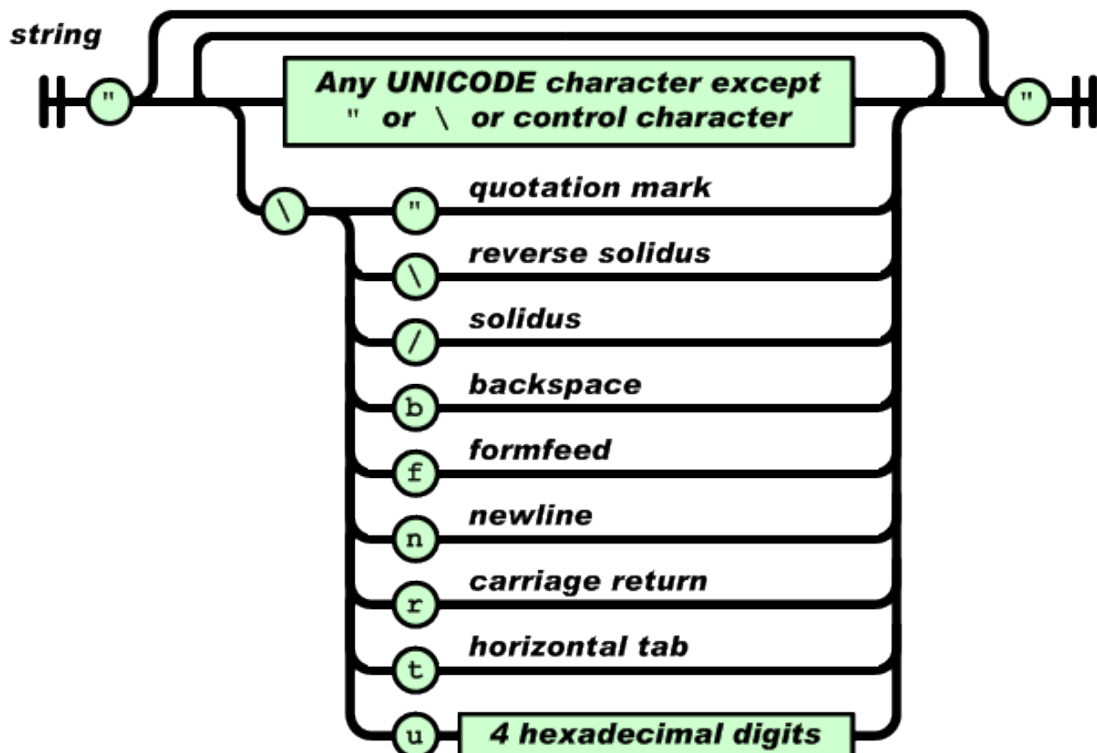 string
"
Any UNICODE character except
" or \ or control character
"
\
" quotation mark
\ reverse solidus
/ solidus
b backspace
f formfeed
n newline
r carriage return
t horizontal tab
u 4 hexadecimal digits